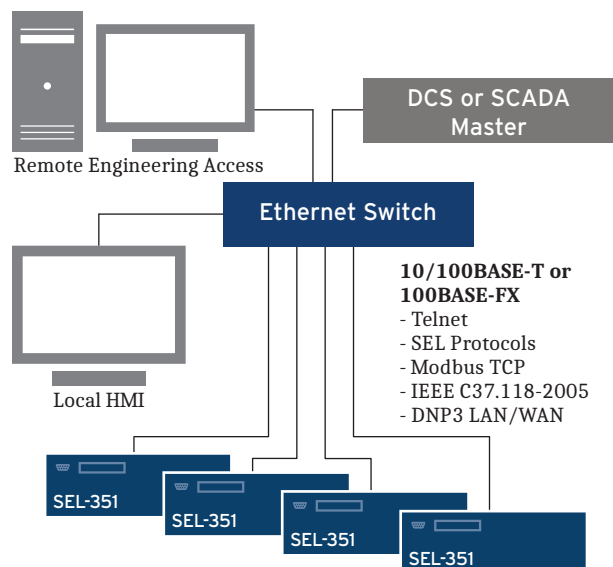 DCS or SCADA
Master
Remote Engineering Access
Ethernet Switch
10/100BASE-T or
100BASE-FX
- Telnet
- SEL Protocols
- Modbus TCP
- IEEE C37.118-2005
- DNP3 LAN/WAN
Local HMI
SEL-351
SEL-351
SEL-351
SEL-351